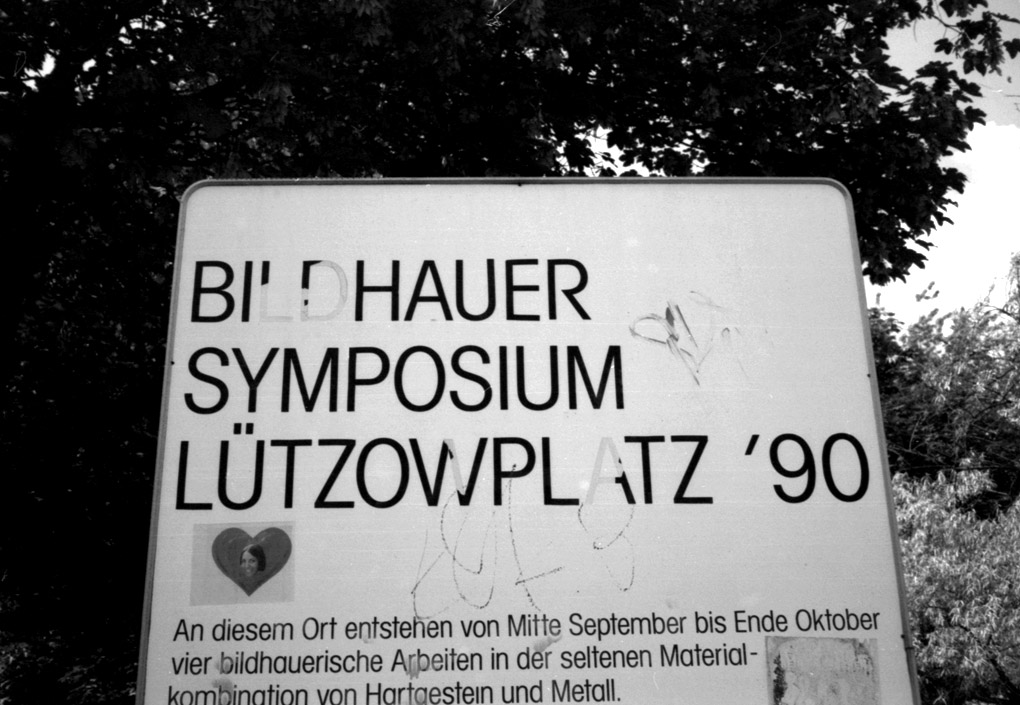 BILDHAUER
SYMPOSIUM
LÜTZOWPLATZ '90
An diesem Ort entstehen von Mitte September bis Ende Oktober
vier bildhauerische Arbeiten in der seltenen Material-
kombination von Hartgestein und Metall.